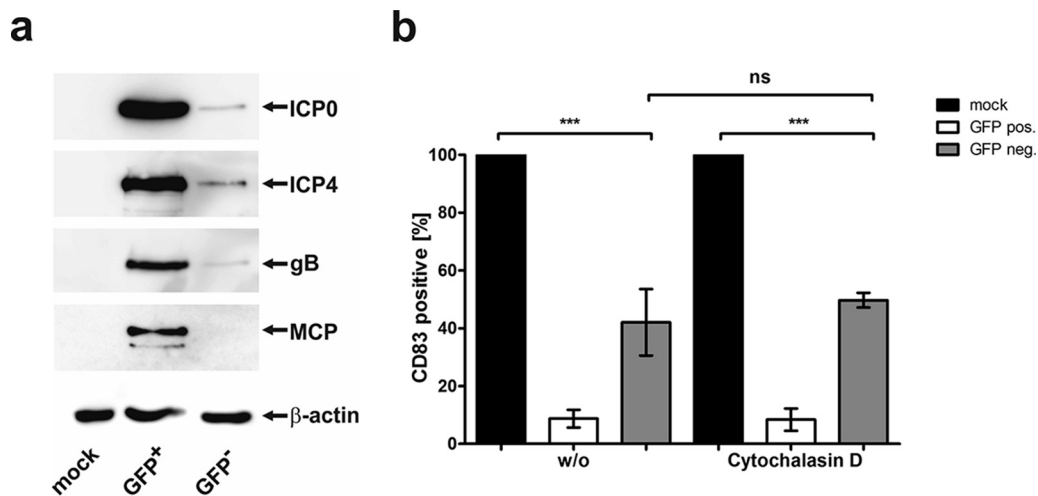 a
ICP0
ICP4
gB
MCP
β-actin
mock
GFP+
GFP-
b
ns
***
***
mock
GFP pos.
GFP neg.
CD83 positive [%]
100
80
60
40
20
0
w/o
Cytochalasin D